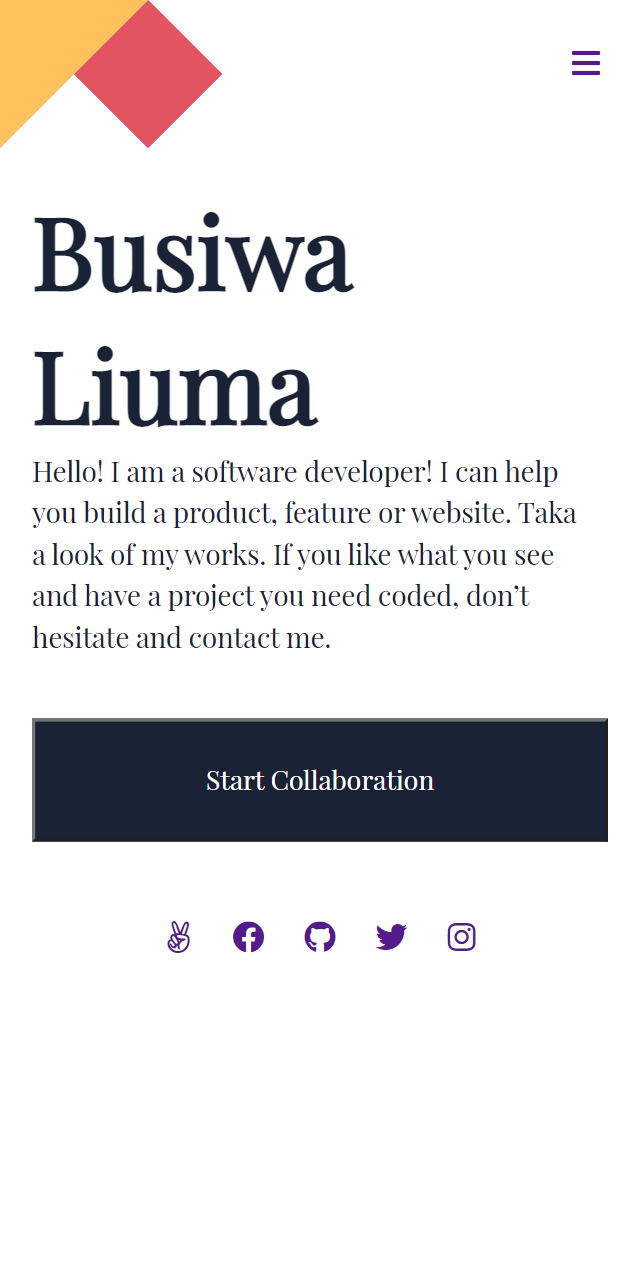 Busiwa
Liuma
Hello! I am a software developer! I can help
you build a product, feature or website. Taka
a look of my works. If you like what you see
and have a project you need coded, don’t
hesitate and contact me.
Start Collaboration